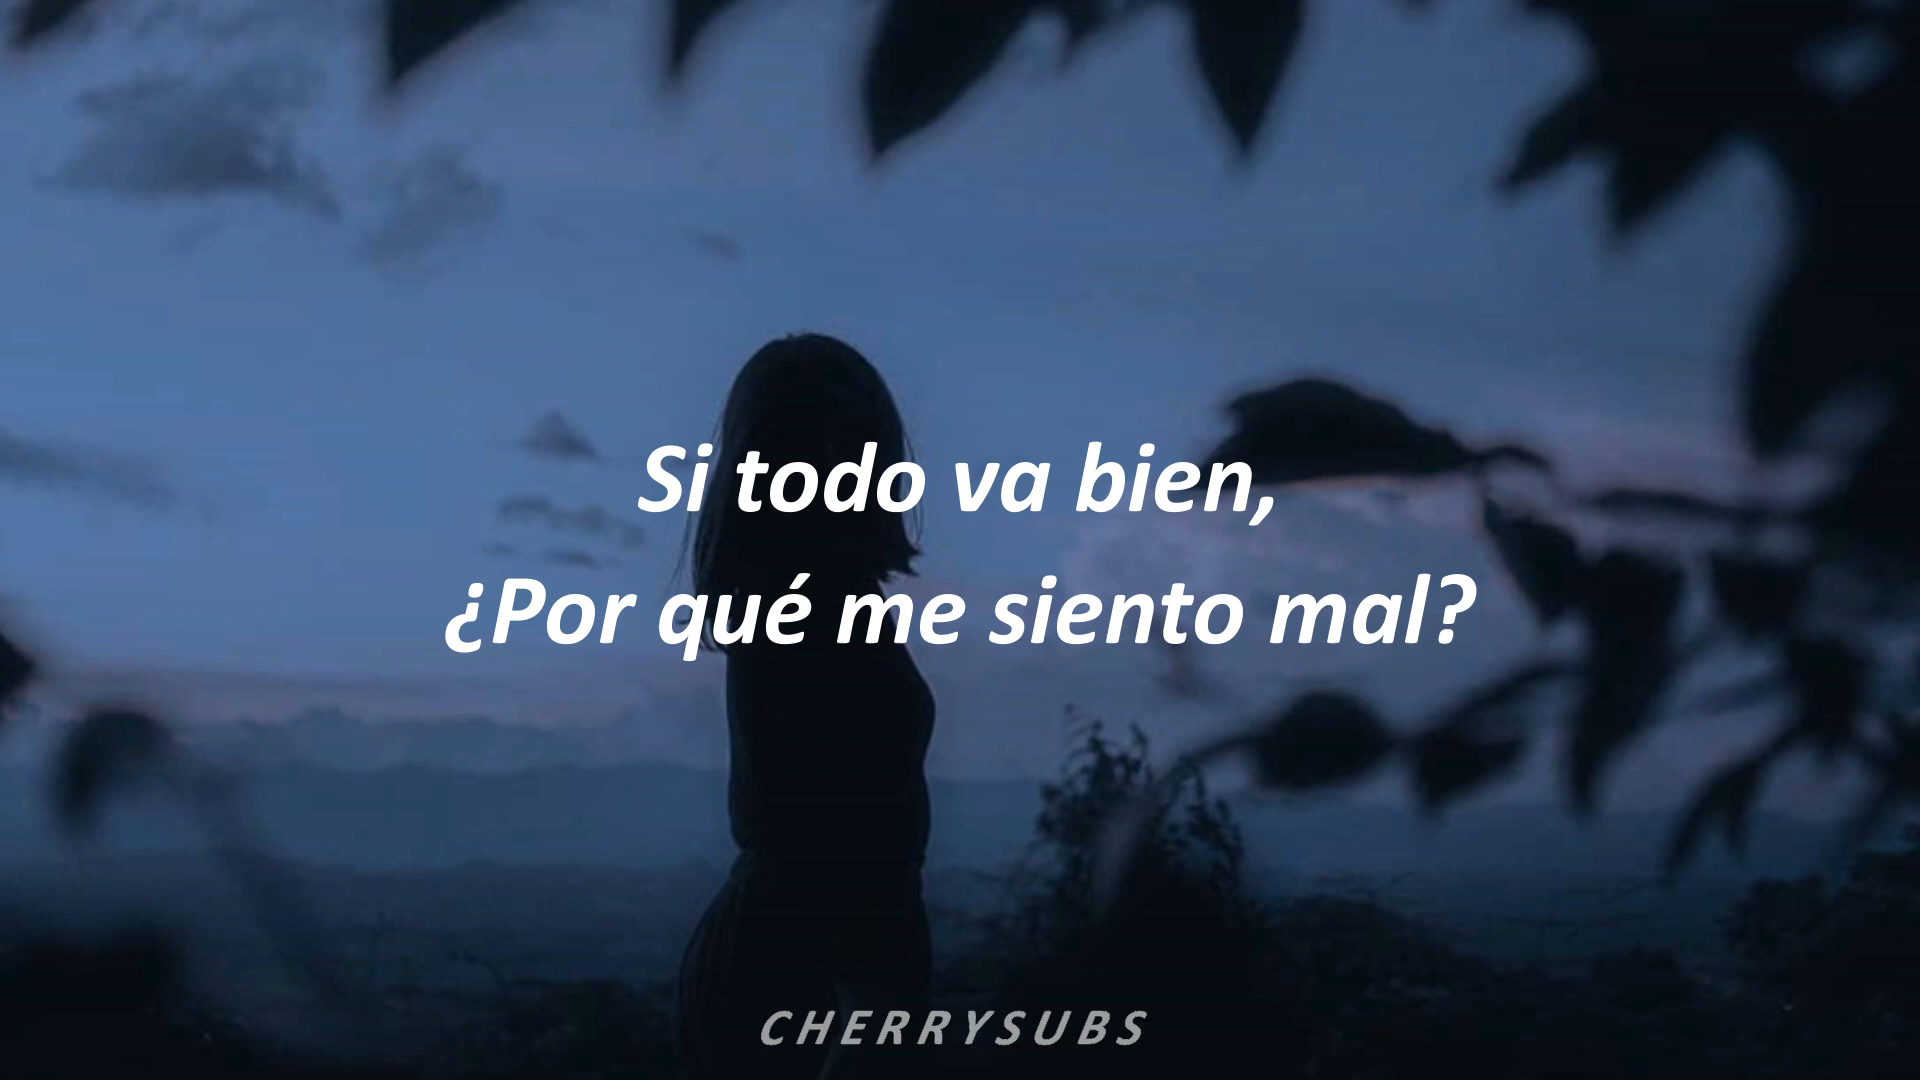 Si todo va bien,
¿Por qué me siento mal?
CHERRYSUBS